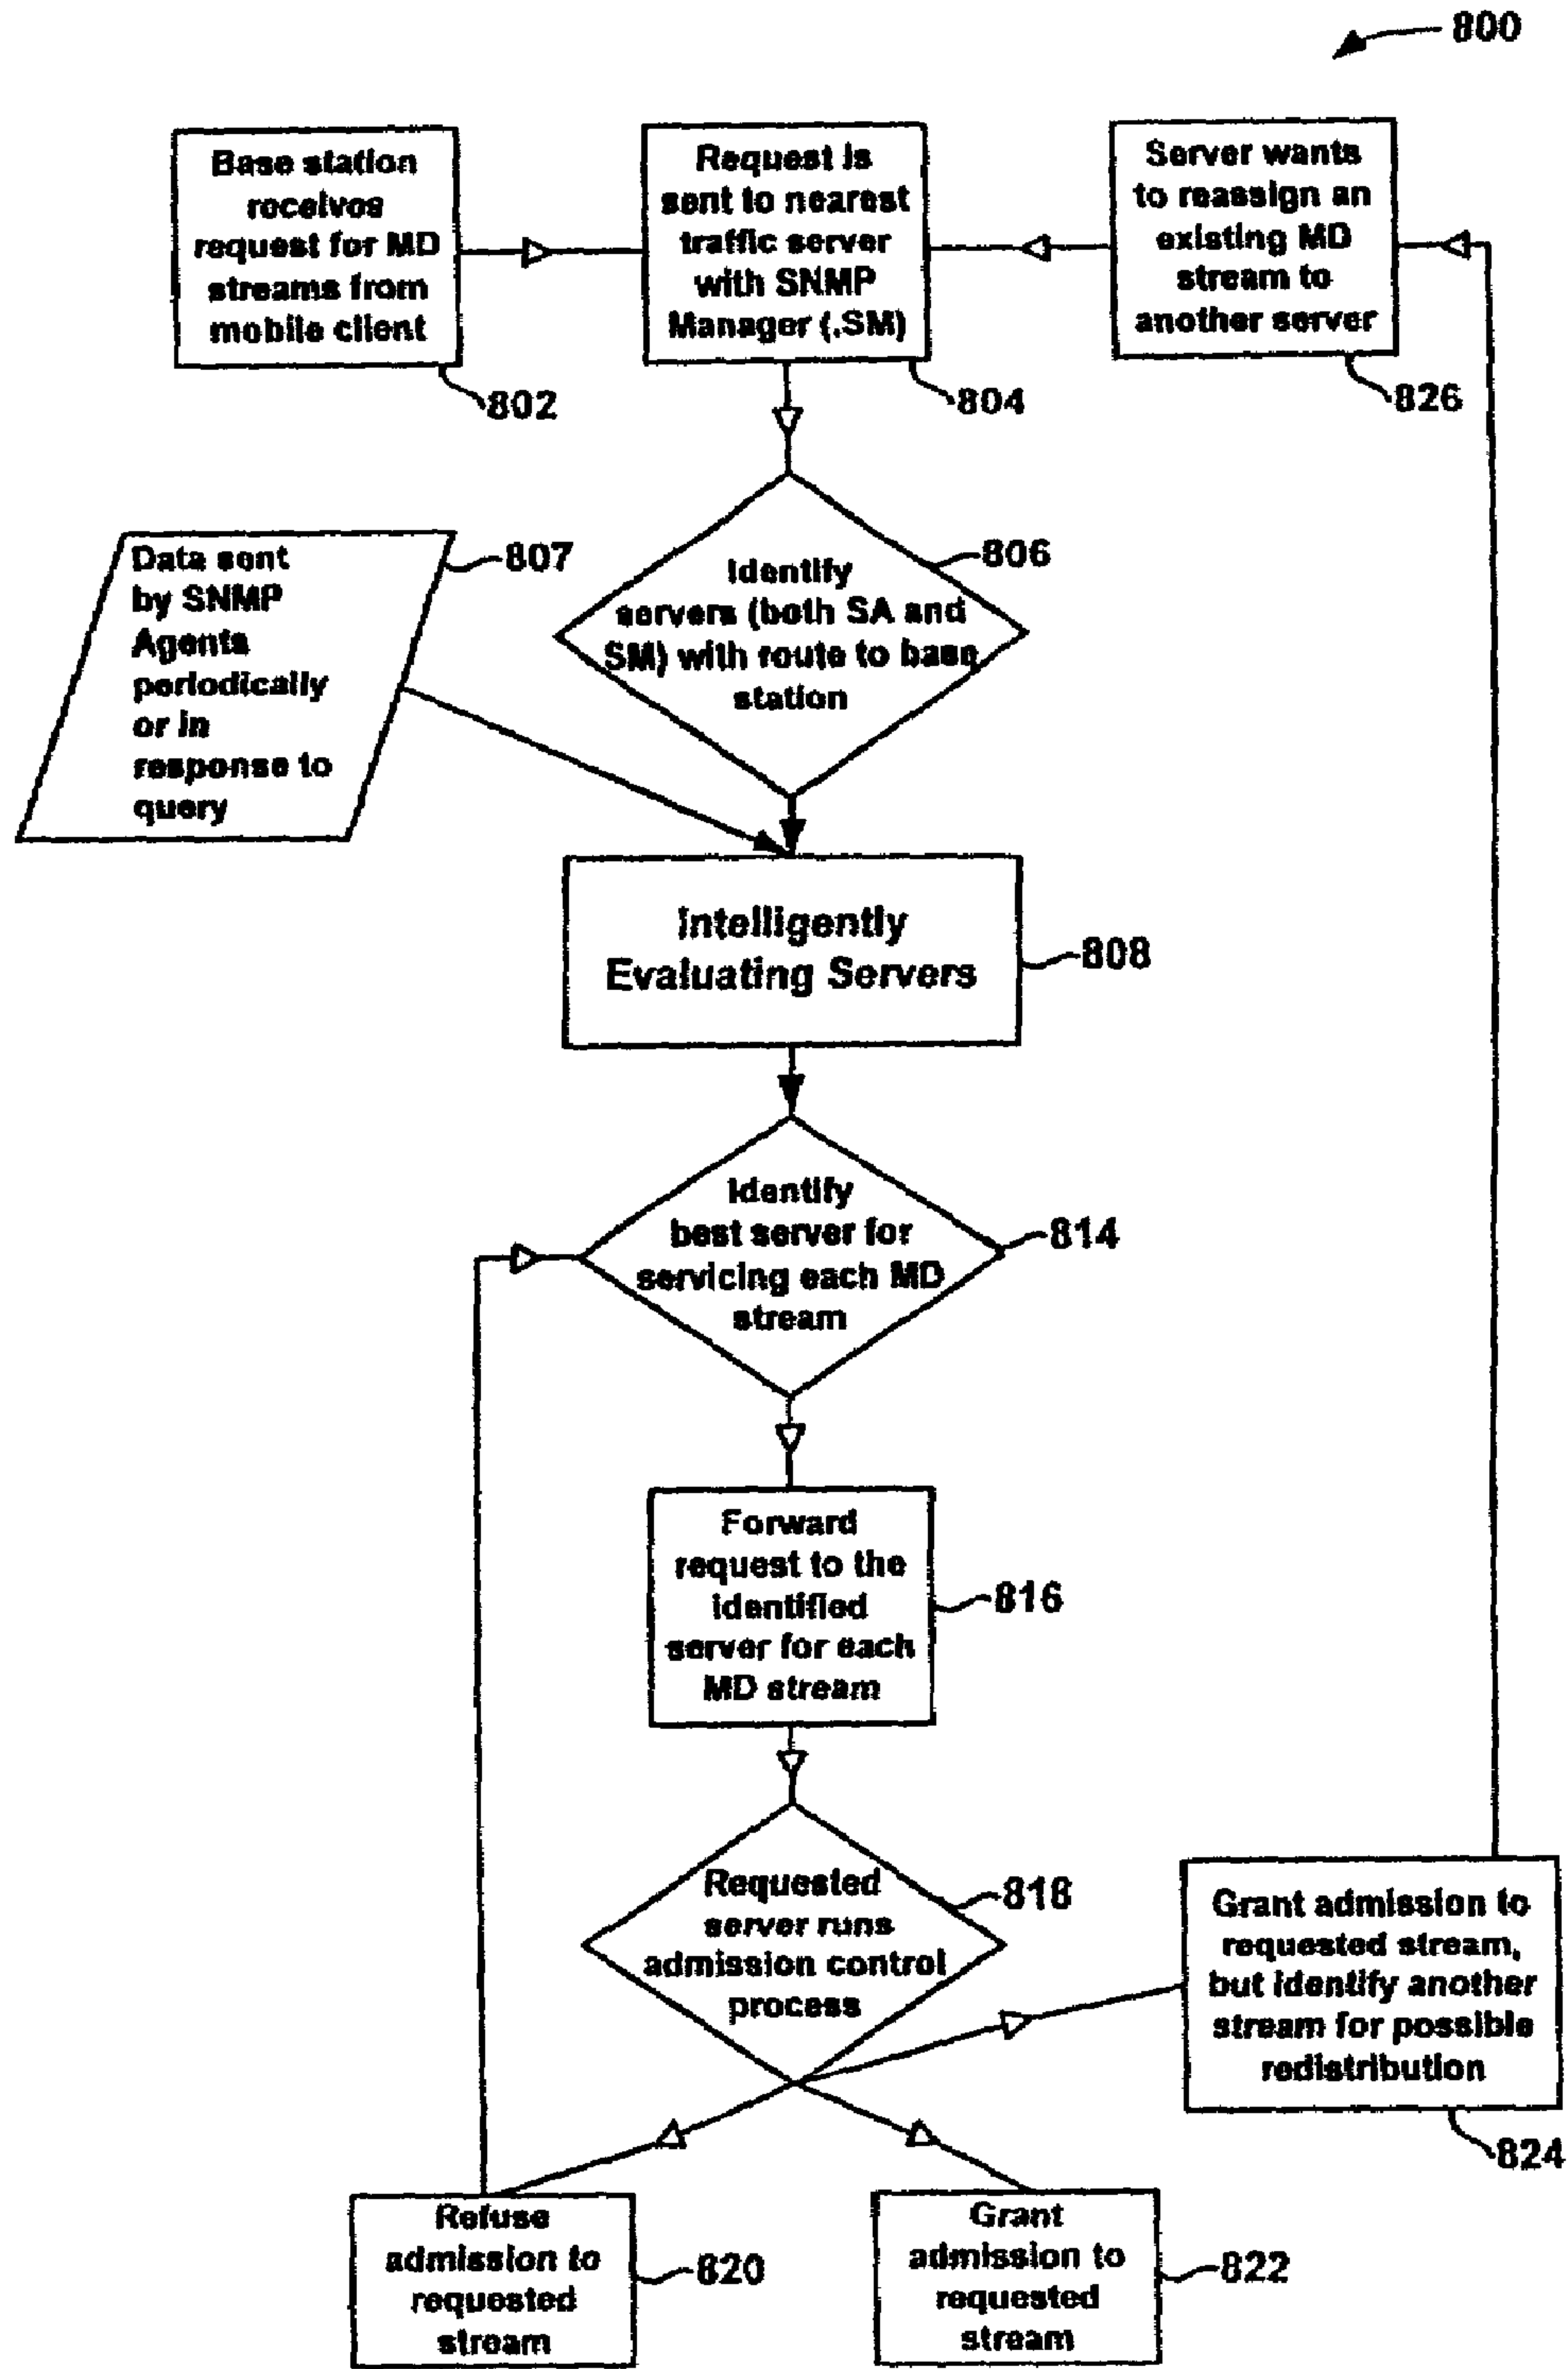 800
Base station
receives
request for MD
streams from
mobile client
802
Request is
sent to nearest
traffic server
with SNMP
Manager (.SM)
804
Server wants
to reassign an
existing MD
stream to
another server
826
Data sent
by SNMP
Agents
periodically
or in
response to
query
807
Identify
servers (both SA and
SM) with route to base
station
806
Intelligently
Evaluating Servers
808
Identify
best server for
servicing each MD
stream
814
Forward
request to the
identified
server for each
MD stream
816
Requested
server runs
admission control
process
818
Grant admission to
requested stream,
but identify another
stream for possible
redistribution
824
Refuse
admission to
requested
stream
820
Grant
admission to
requested
stream
822